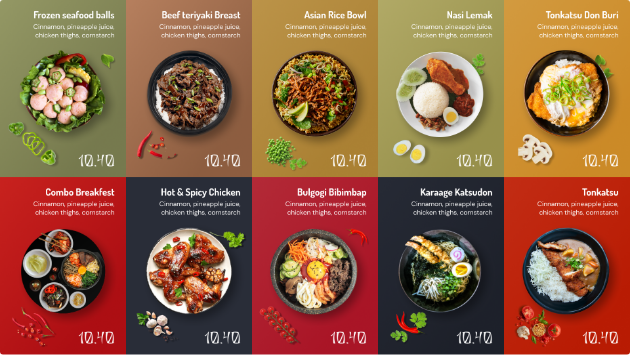 Frozen seafood balls
Cinnamon, pineapple juice,
chicken thighs, cornstarch
10.40
Beef teriyaki Breast
Cinnamon, pineapple juice,
chicken thighs, cornstarch
10.40
Asian Rice Bowl
Cinnamon, pineapple juice,
chicken thighs, cornstarch
10.40
Nasi Lemak
Cinnamon, pineapple juice,
chicken thighs, cornstarch
10.40
Tonkatsu Don Buri
Cinnamon, pineapple juice,
chicken thighs, cornstarch
10.40
Combo Breakfest
Cinnamon, pineapple juice,
chicken thighs, cornstarch
10.40
Hot & Spicy Chicken
Cinnamon, pineapple juice,
chicken thighs, cornstarch
10.40
Bulgogi Bibimbap
Cinnamon, pineapple juice,
chicken thighs, cornstarch
10.40
Karaage Katsudon
Cinnamon, pineapple juice,
chicken thighs, cornstarch
10.40
Tonkatsu
Cinnamon, pineapple juice,
chicken thighs, cornstarch
10.40